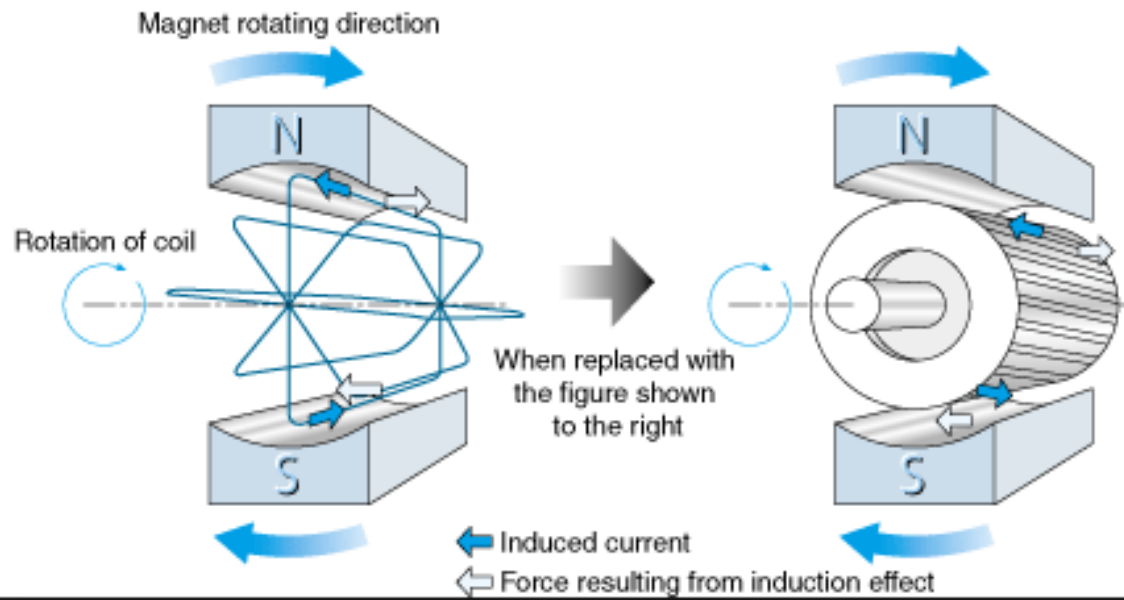 Magnet rotating direction
N
N
Rotation of coil
When replaced with
the figure shown
to the right
S
S
Induced current
Force resulting from induction effect